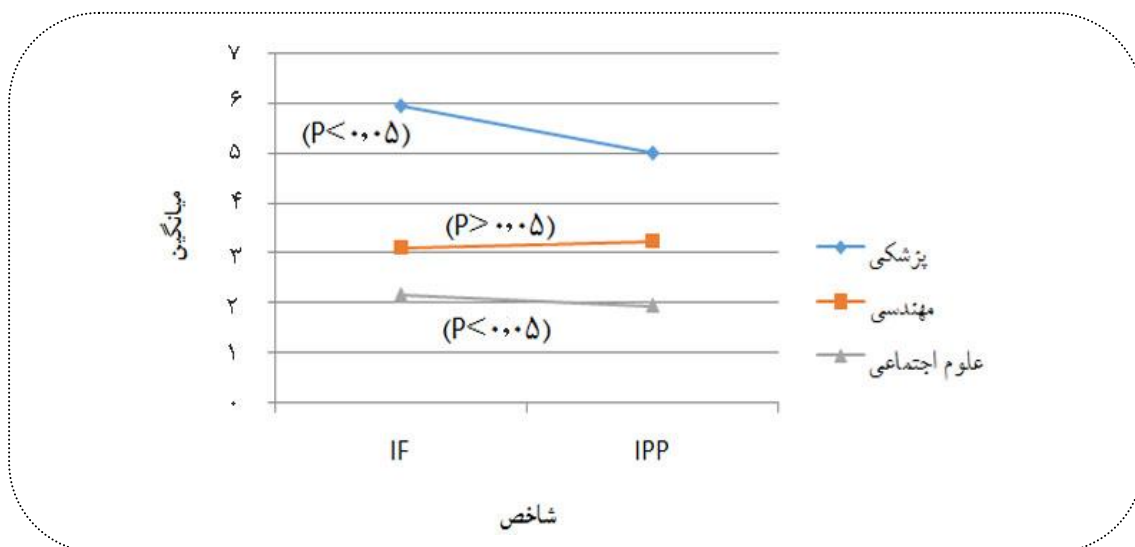 ۷
۶
۵
۴
۳
۲
۱
۰
میانگین
(P<۰,۰۵)
(P>۰,۰۵)
(P<۰,۰۵)
IF
IPP
شاخص
پزشکی
مهندسی
علوم اجتماعی